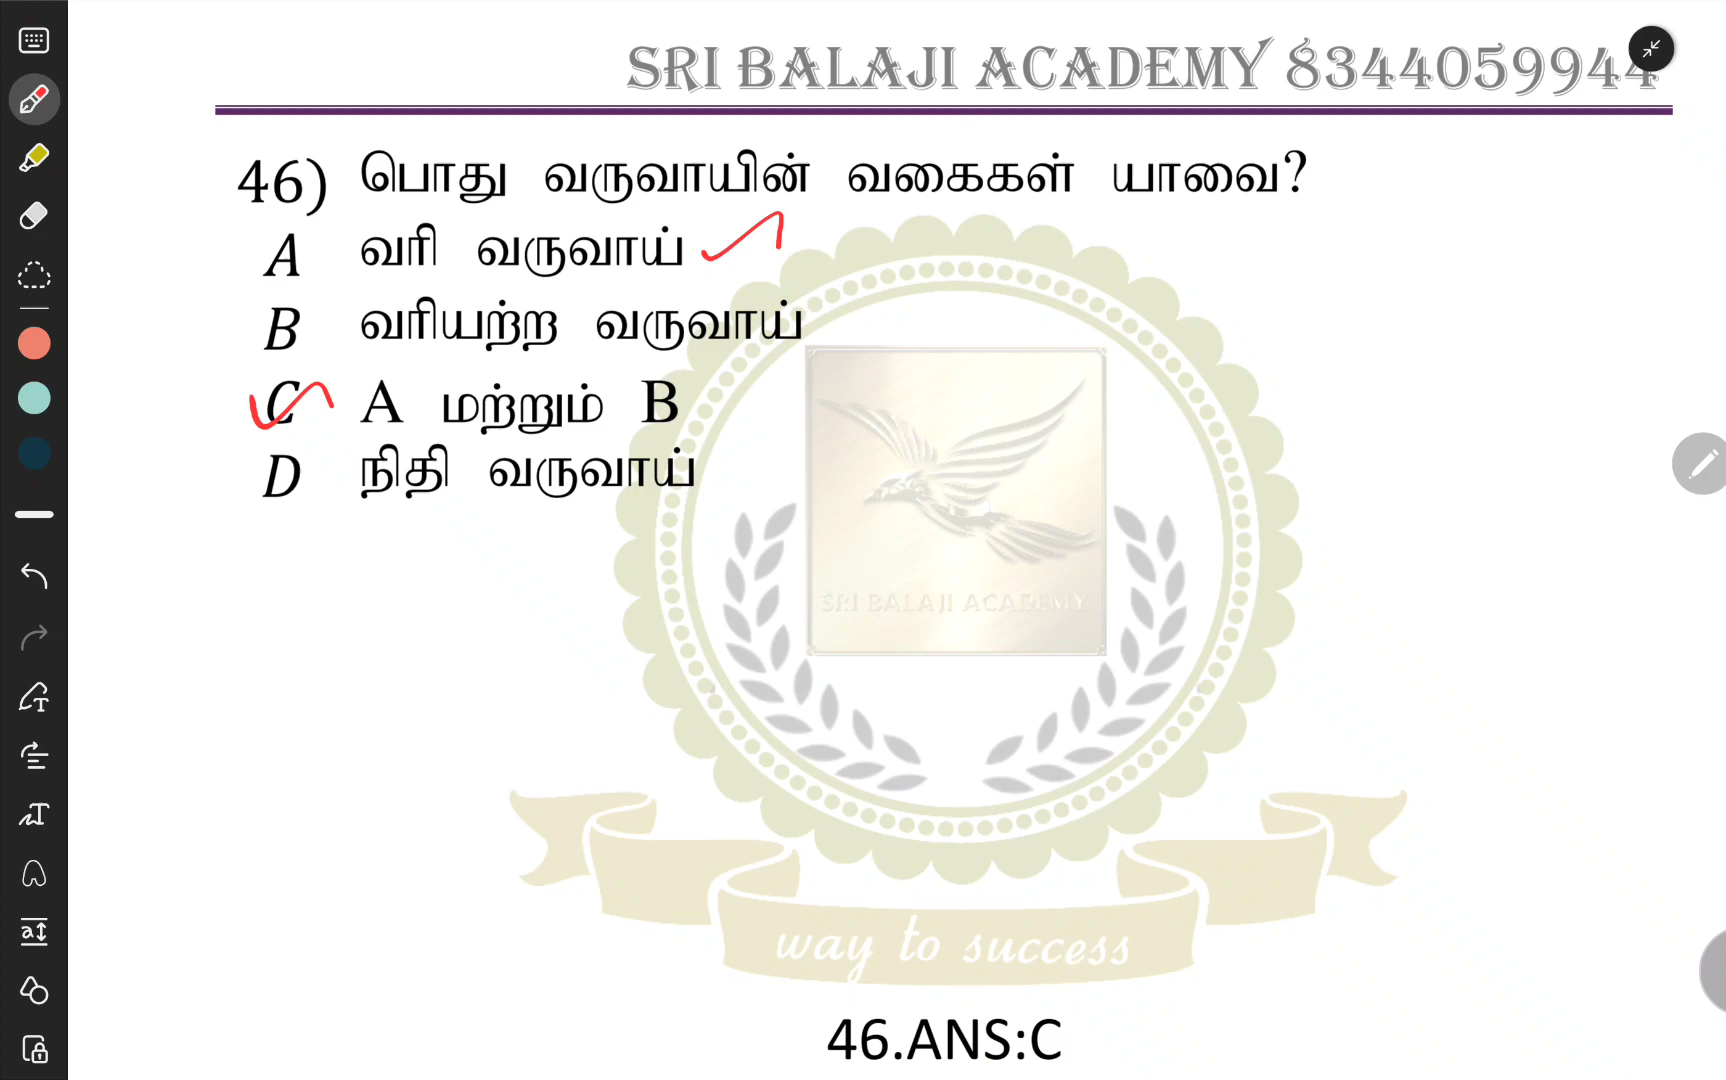 SRI BALAJI ACADEMY 8344059944
46) பொது வருவாயின் வகைகள் யாவை?
A வரி வருவாய்
B வரியற்ற வருவாய்
C A மற்றும் B
D நிதி வருவாய்
SRI BALAJI ACADEMY
way to success
46.ANS:C